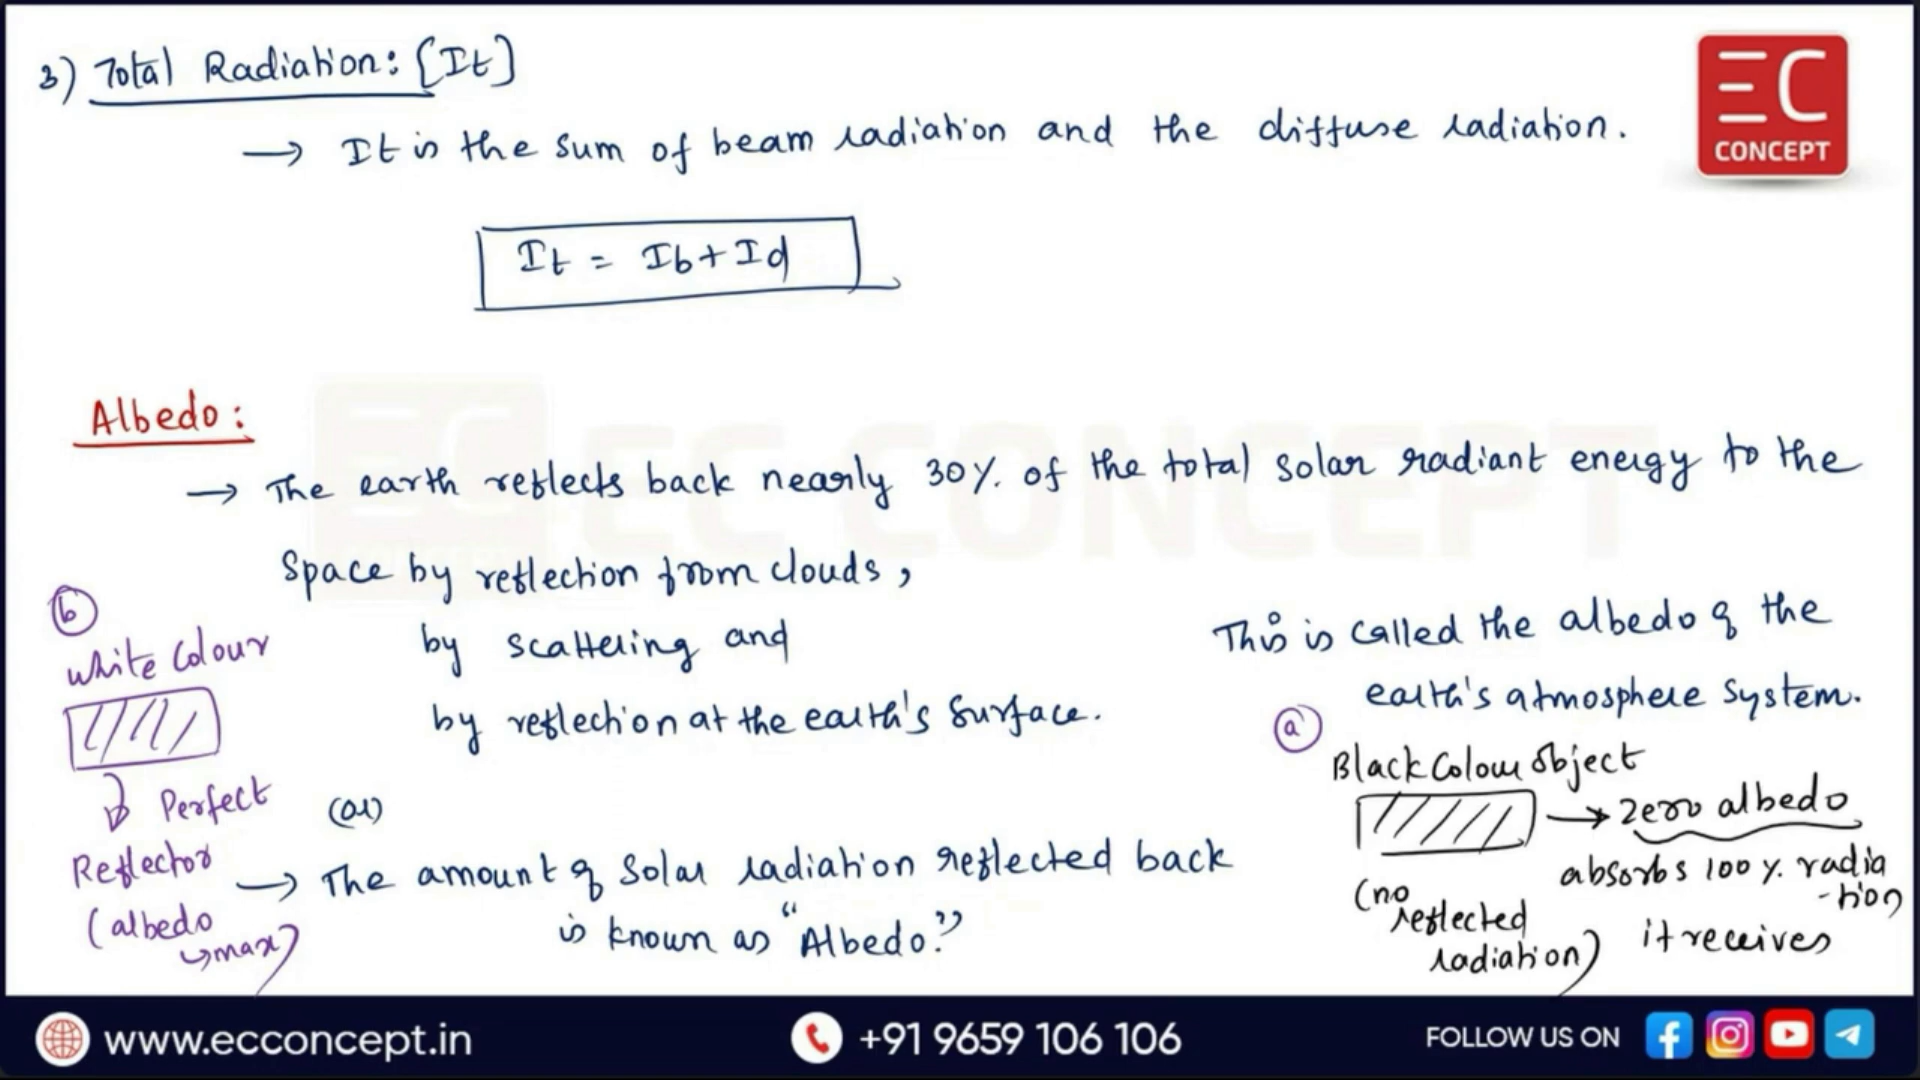 3) Total Radiation: [It]
→ It is the sum of beam radiation and the diffuse radiation.
It = Ib + Id
EC
CONCEPT
Albedo:
→ The earth reflects back nearly 30% of the total solar radiant energy to the
Space by reflection from clouds,
by scattering and
by reflection at the earth's surface.
This is called the albedo of the
earth's atmosphere system.
(or)
→ The amount of solar radiation reflected back
is known as "Albedo."
b
White Colour
Perfect
Reflector
(albedo
↳max)
a
Black Colour object
→ Zero albedo
absorbs 100% radia
-tion
it receives
(no
reflected
radiation)
EC CONCEPT
www.ecconcept.in
+91 9659 106 106
FOLLOW US ON